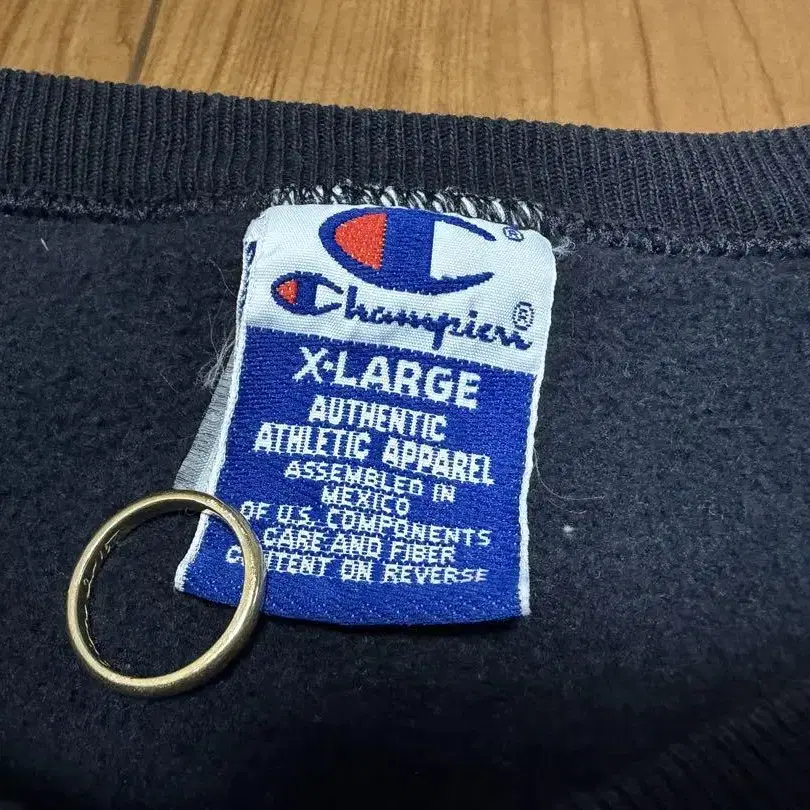 ®
Champion®
X-LARGE
AUTHENTIC
ATHLETIC APPAREL
ASSEMBLED IN
MEXICO
OF U.S. COMPONENTS
CARE AND FIBER
CONTENT ON REVERSE